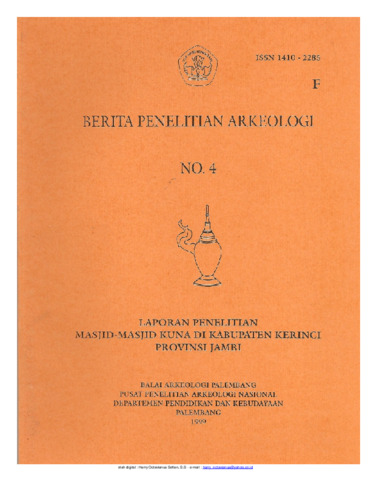 ISSN 1410 - 2285
F
BERITA PENELITIAN ARKEOLOGI
NO. 4
LAPORAN PENELITIAN
MASJID-MASJID KUNA DI KABUPATEN KERINCI
PROVINSI JAMBI
BALAI ARKEOLOGI PALEMBANG
PUSAT PENELITIAN ARKEOLOGI NASIONAL
DEPARTEMEN PENDIDIKAN DAN KEBUDAYAAN
PALEMBANG
1999